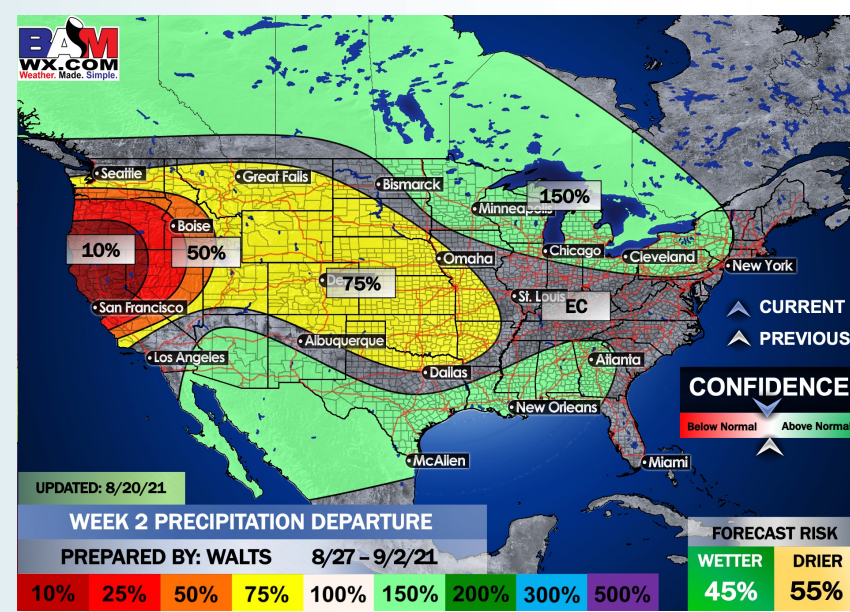 BAM
WX.COM
Weather. Made. Simple.
Seattle
Great Falls
Bismarck
150%
Minneapolis
Boise
10%
50%
Omaha
Chicago
Cleveland
New York
75%
St. Louis
EC
San Francisco
CURRENT
PREVIOUS
Los Angeles
Albuquerque
Dallas
Atlanta
CONFIDENCE
Below Normal
Above Normal
New Orleans
McAllen
Miami
UPDATED: 8/20/21
WEEK 2 PRECIPITATION DEPARTURE
PREPARED BY: WALTS 8/27 – 9/2/21
10% 25% 50% 75% 100% 150% 200% 300% 500%
FORECAST RISK
WETTER DRIER
45% 55%